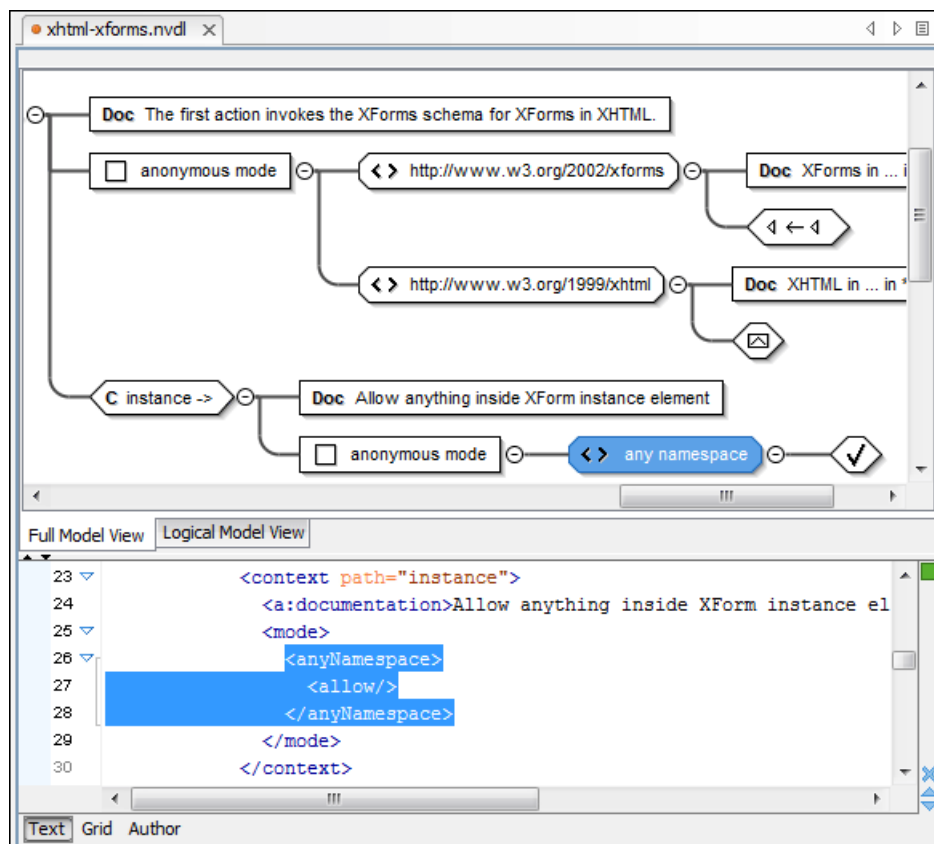 xhtml-xforms.nvdl
Doc The first action invokes the XForms schema for XForms in XHTML.
anonymous mode
http://www.w3.org/2002/xforms
Doc XForms in ... i
http://www.w3.org/1999/xhtml
Doc XHTML in ... in *
C instance ->
Doc Allow anything inside XForm instance element
anonymous mode
any namespace
Full Model View Logical Model View
23 <context path="instance">
24 <a:documentation>Allow anything inside XForm instance el
25 <mode>
26 <anyNamespace>
27 <allow/>
28 </anyNamespace>
29 </mode>
30 </context>
Text Grid Author